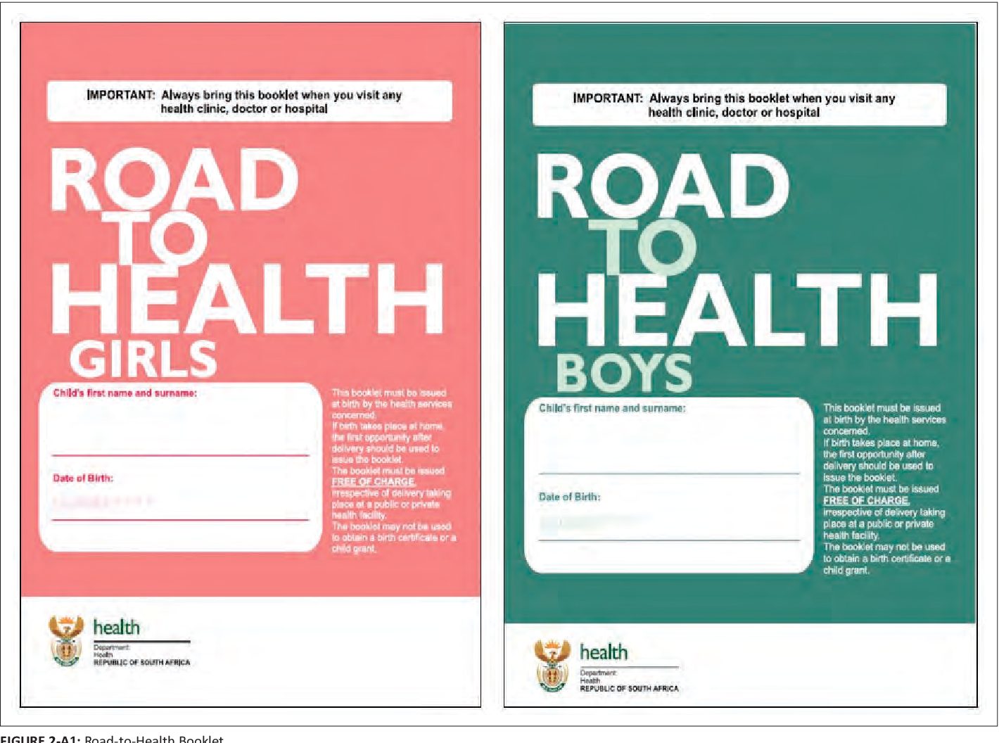 IMPORTANT: Always bring this booklet when you visit any
health clinic, doctor or hospital
ROAD
TO
HEALTH
GIRLS
Child's first name and surname:
Date of Birth:
This booklet must be issued
at birth by the health services
concerned.
If birth takes place at home,
the first opportunity after
delivery should be used to
issue the booklet.
The booklet must be issued
FREE OF CHARGE,
irrespective of delivery taking
place at a public or private
health facility.
The booklet may not be used
to obtain a birth certificate or a
child grant.
health
Department:
Health
REPUBLIC OF SOUTH AFRICA
IMPORTANT: Always bring this booklet when you visit any
health clinic, doctor or hospital
ROAD
TO
HEALTH
BOYS
Child's first name and surname:
Date of Birth:
This booklet must be issued
at birth by the health services
concerned.
If birth takes place at home,
the first opportunity after
delivery should be used to
issue the booklet.
The booklet must be issued
FREE OF CHARGE,
irrespective of delivery taking
place at a public or private
health facility.
The booklet may not be used
to obtain a birth certificate or a
child grant.
health
Department:
Health
REPUBLIC OF SOUTH AFRICA
FIGURE 2-A1: Road-to-Health Booklet